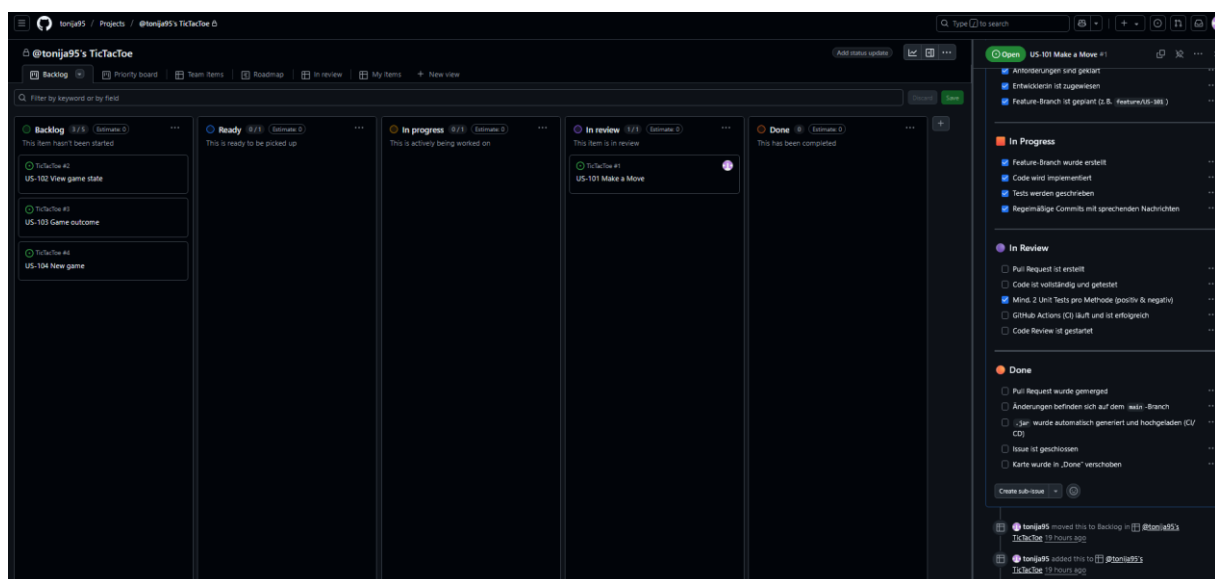 tonija95 / Projects / @tonija95's TicTacToe
Type / to search
@tonija95's TicTacToe
Add status update
Backlog
Priority board
Team items
Roadmap
In review
My items
+ New view
Filter by keyword or by field
Discard
Save
Backlog 3/5 Estimate: 0
This item hasn't been started
TicTacToe #2
US-102 View game state
TicTacToe #3
US-103 Game outcome
TicTacToe #4
US-104 New game
Ready 0/1 Estimate: 0
This is ready to be picked up
In progress 0/1 Estimate: 0
This is actively being worked on
In review 1/1 Estimate: 0
This item is in review
TicTacToe #1
US-101 Make a Move
Done 0 Estimate: 0
This has been completed
Open US-101 Make a Move #1
Anforderungen sind geklärt
Entwicklerin ist zugewiesen
Feature-Branch ist geplant (z.B. feature/US-101)
In Progress
Feature-Branch wurde erstellt
Code wird implementiert
Tests werden geschrieben
Regelmäßige Commits mit sprechenden Nachrichten
In Review
Pull Request ist erstellt
Code ist vollständig und getestet
Mind. 2 Unit Tests pro Methode (positiv & negativ)
GitHub Actions (CI) läuft und ist erfolgreich
Code Review ist gestartet
Done
Pull Request wurde gemerged
Änderungen befinden sich auf dem main -Branch
.jar wurde automatisch generiert und hochgeladen (CI/
CD)
Issue ist geschlossen
Karte wurde in „Done" verschoben
Create sub-issue
tonija95 moved this to Backlog in @tonija95's
TicTacToe 19 hours ago
tonija95 added this to @tonija95's
TicTacToe 19 hours ago